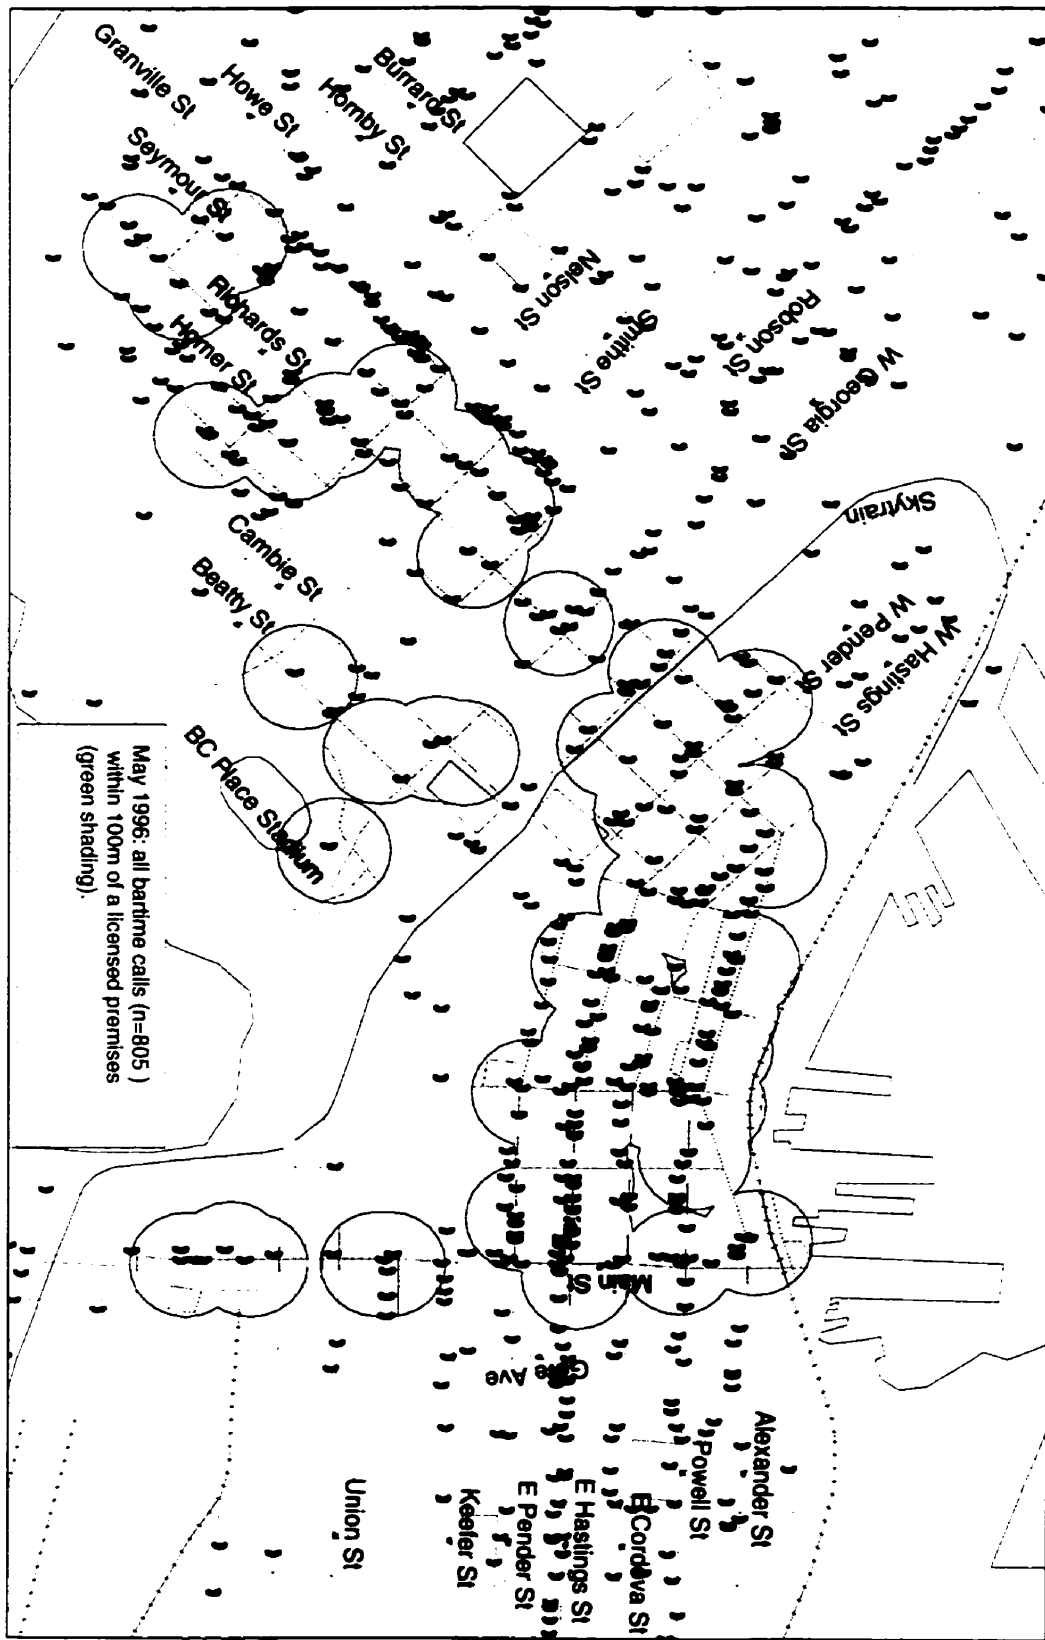 Granville St
Howe St
Hornby St
Burrard St
Seymour St
Richards St
Homer St
Nelson St
Smithe St
Robson St
W Georgia St
Skytrain
Cambie St
Beatty St
BC Place Stadium
W Pender St
W Hastings St
May 1996: all bartime calls (n=805 )
within 100m of a licensed premises
(green shading).
Main St
Gore Ave
Alexander St
Powell St
E Cordova St
E Hastings St
E Pender St
Keefer St
Union St